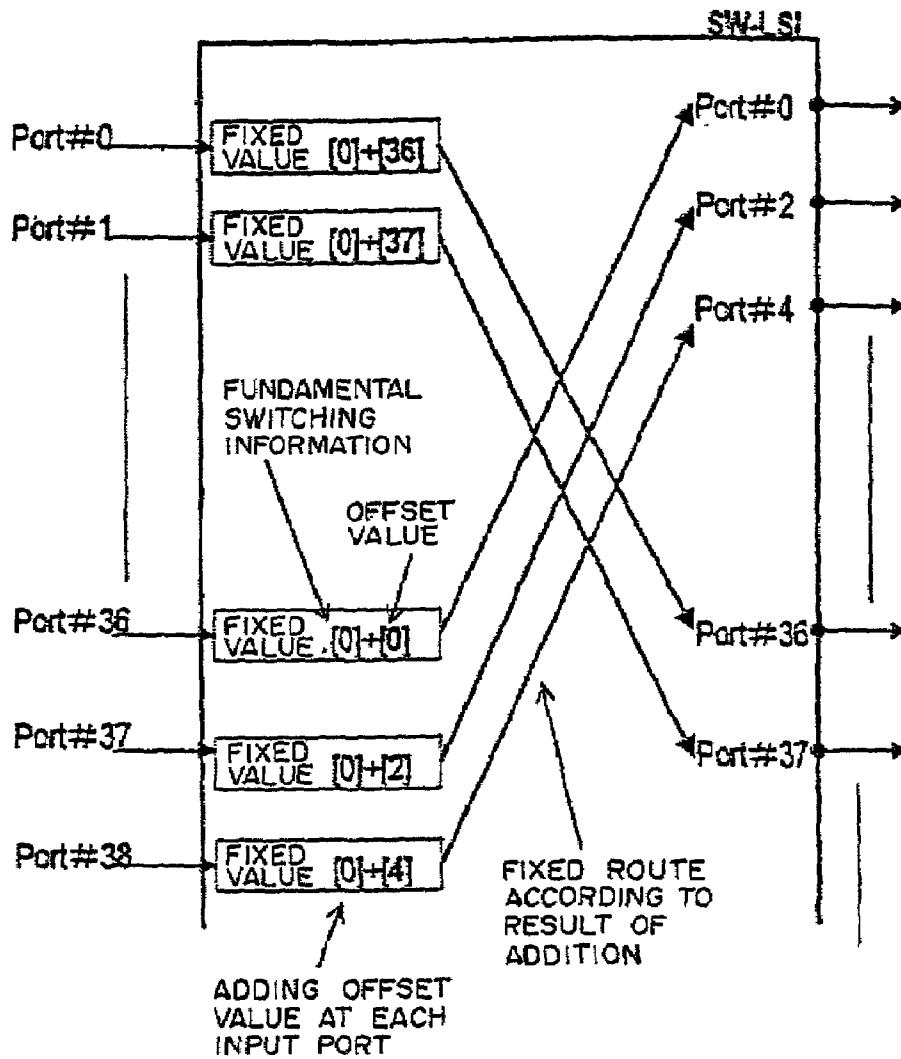 SW-LSI
Port#0
FIXED
VALUE [0]+[36]
Port#0
Port#1
FIXED
VALUE [0]+[37]
Port#2
Port#4
FUNDAMENTAL
SWITCHING
INFORMATION
OFFSET
VALUE
Port#36
FIXED
VALUE [0]+[0]
Port#36
Port#37
FIXED
VALUE [0]+[2]
Port#37
Port#38
FIXED
VALUE [0]+[4]
FIXED ROUTE
ACCORDING TO
RESULT OF
ADDITION
ADDING OFFSET
VALUE AT EACH
INPUT PORT